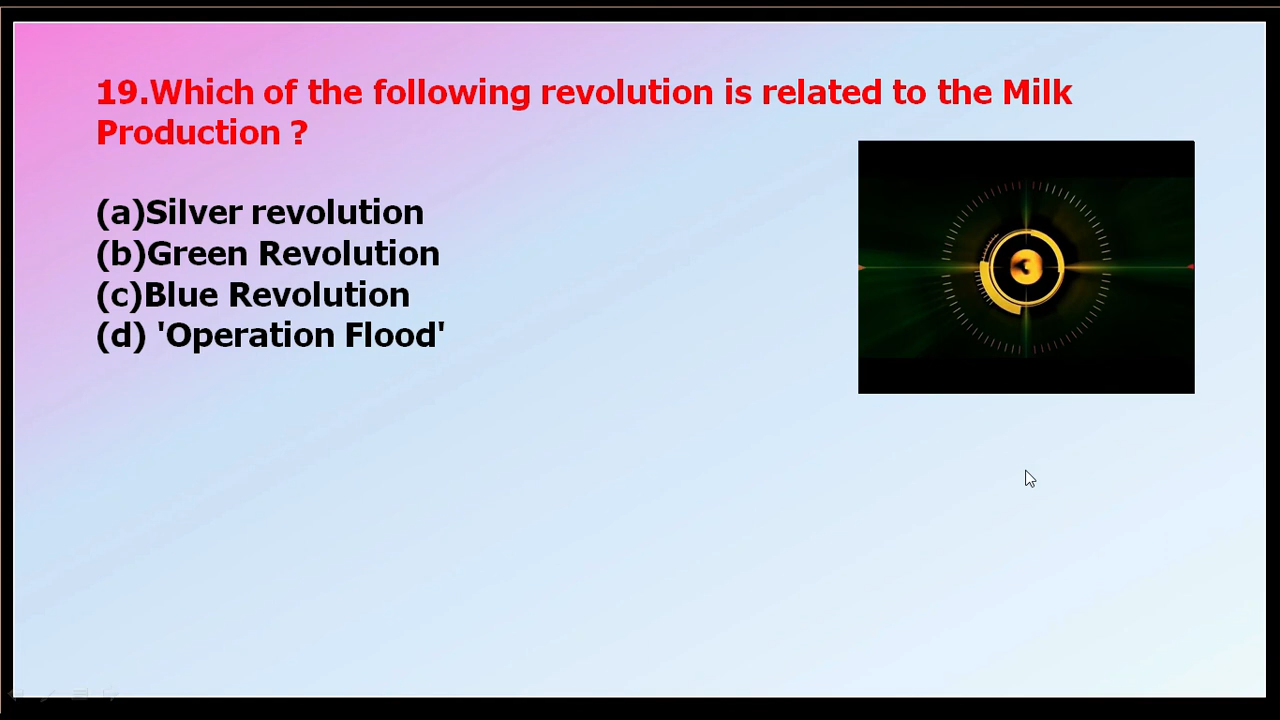 19.Which of the following revolution is related to the Milk
Production ?
(a)Silver revolution
(b)Green Revolution
(c)Blue Revolution
(d) 'Operation Flood'
3